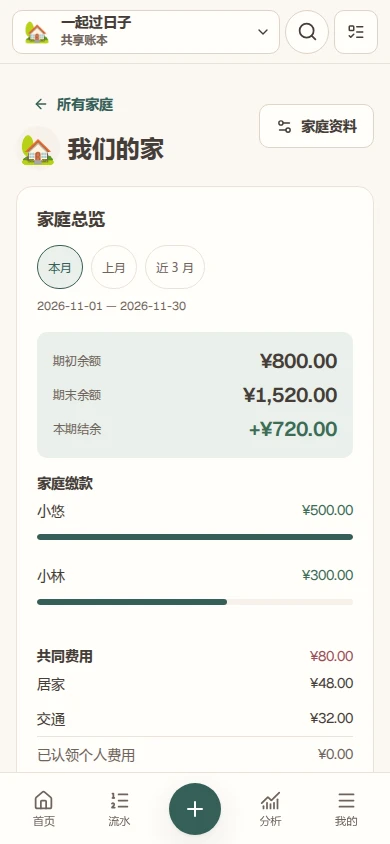 一起过日子
共享账本
所有家庭
我们的家
家庭资料
家庭总览
本月 上月 近 3 月
2026-11-01 — 2026-11-30
期初余额 ¥800.00
期末余额 ¥1,520.00
本期结余 +¥720.00
家庭缴款
小悠 ¥500.00
小林 ¥300.00
共同费用 ¥80.00
居家 ¥48.00
交通 ¥32.00
已认领个人费用 ¥0.00
首页 流水 分析 我的